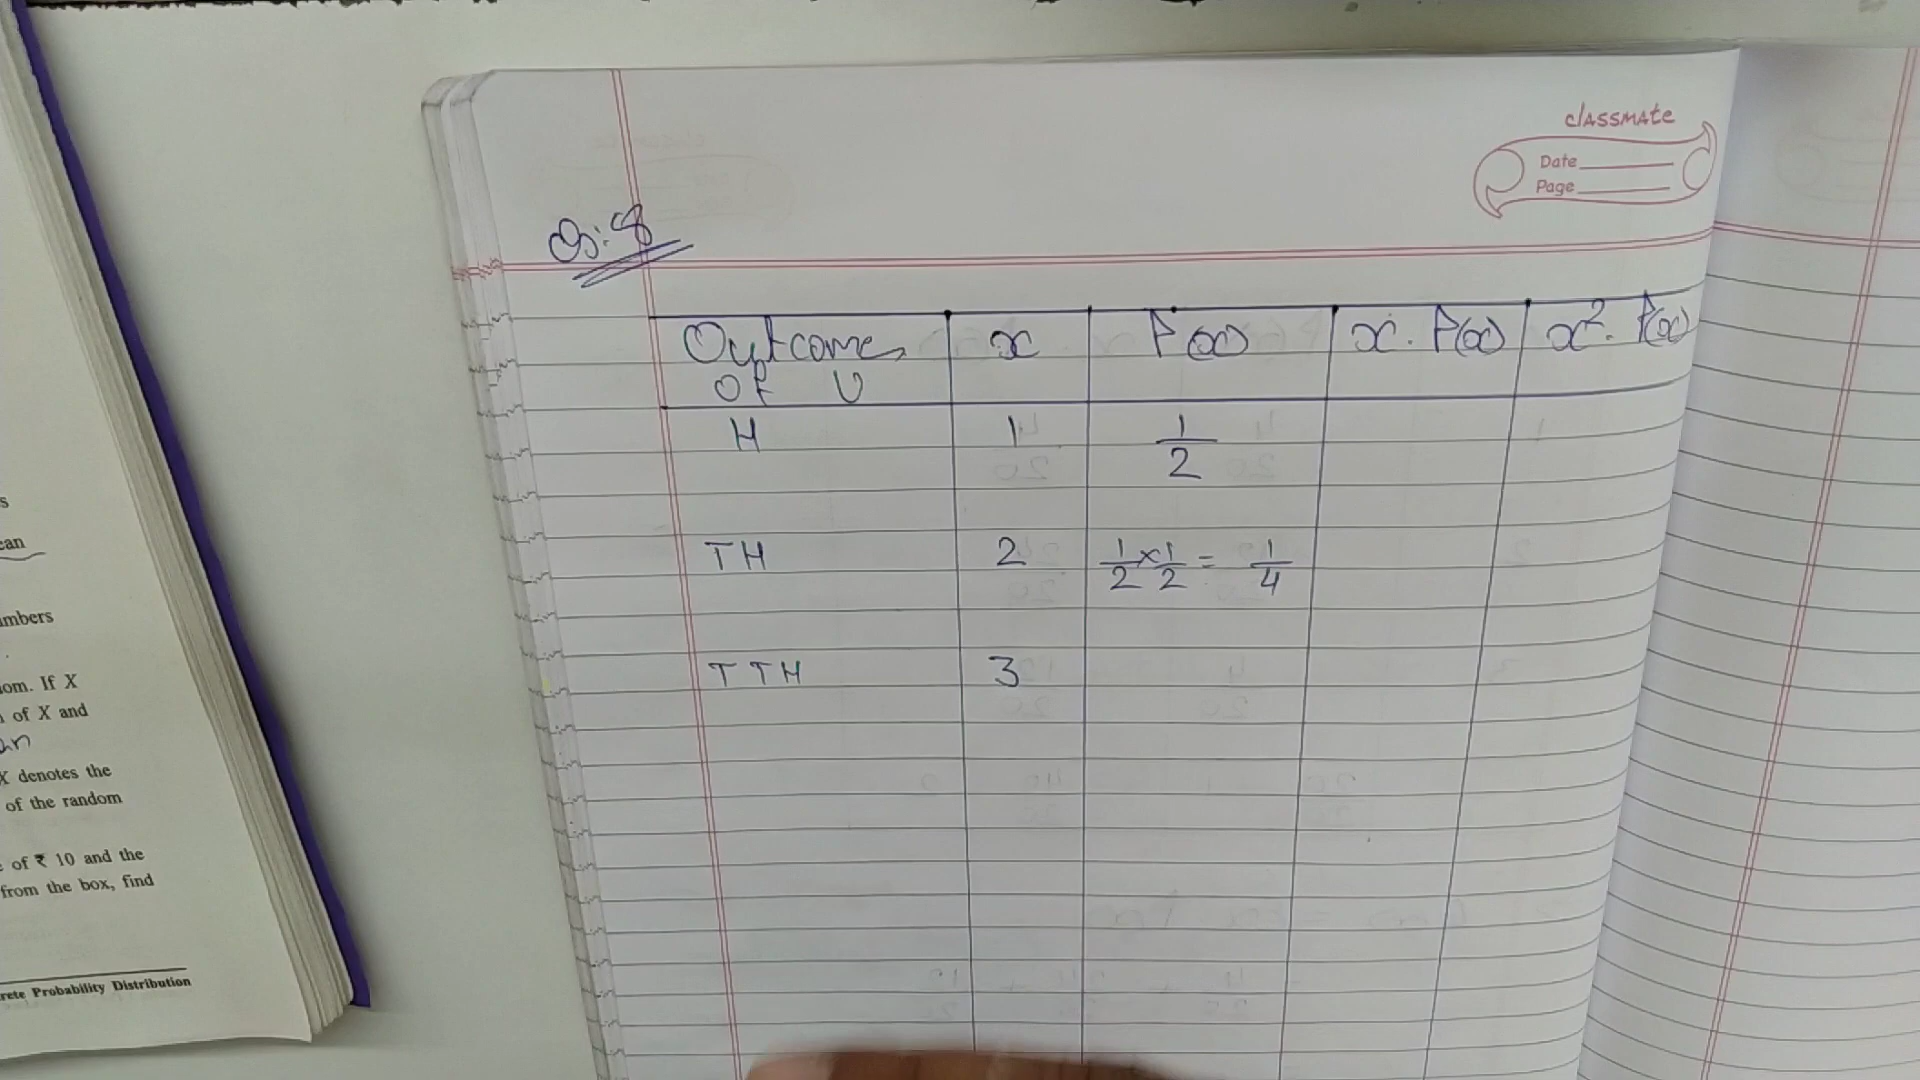 s
ean
umbers
om. If X
of X and
X denotes the
of the random
of ₹ 10 and the
from the box, find
rete Probability Distribution
classmate
Date
Page
Q:8
Outcomes of U | x | P(x) | x. P(x) | x². P(x)
H | 1 | 1/2
TH | 2 | 1/2 × 1/2 = 1/4
TTH | 3